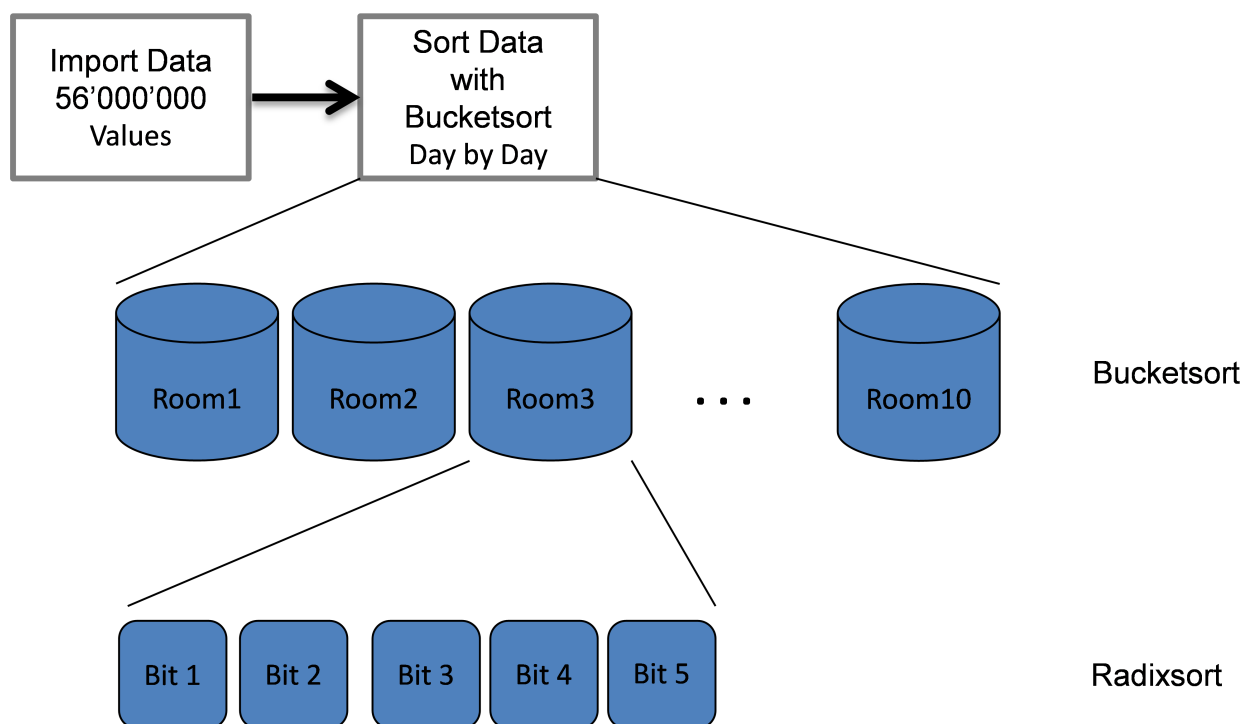 Import Data
56’000’000
Values
Sort Data
with
Bucketsort
Day by Day
Room1
Room2
Room3
. . .
Room10
Bucketsort
Bit 1
Bit 2
Bit 3
Bit 4
Bit 5
Radixsort